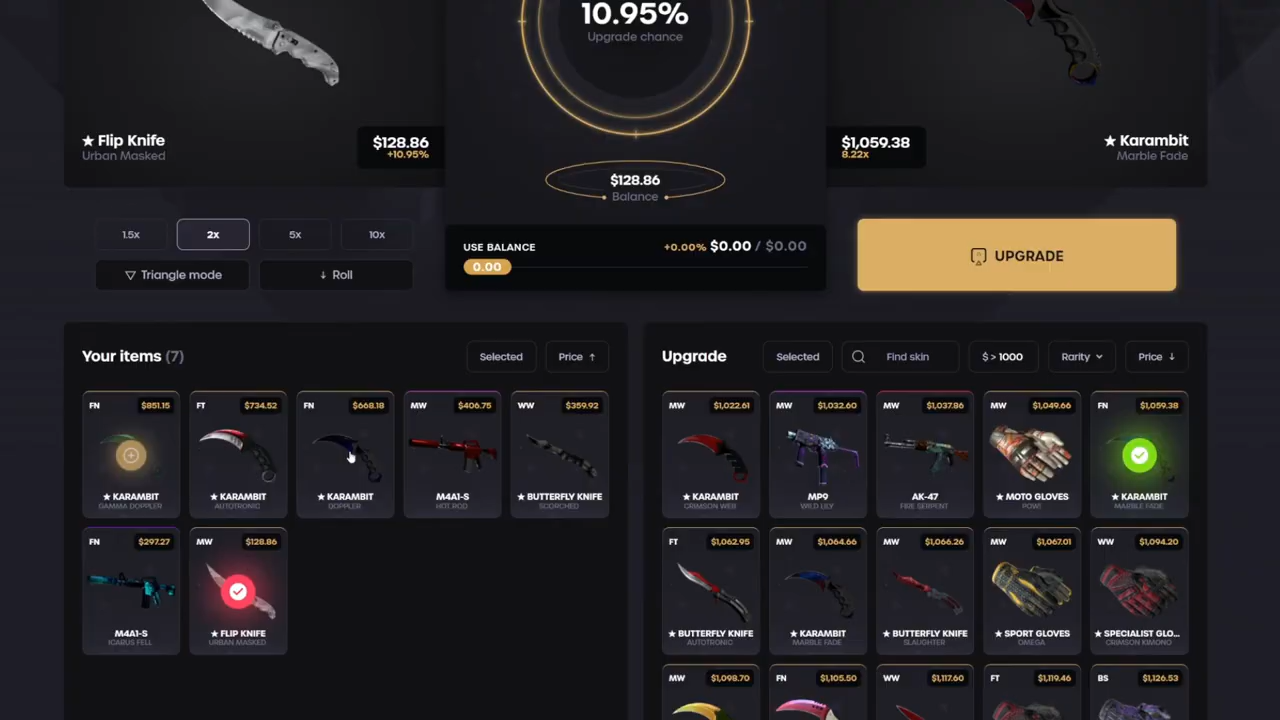 10.95%
Upgrade chance
★ Flip Knife
Urban Masked
$128.86
+10.95%
$1,059.38
8.22x
★ Karambit
Marble Fade
$128.86
Balance
1.5x 2x 5x 10x
Triangle mode ↓ Roll
USE BALANCE +0.00% $0.00 / $0.00
0.00
UPGRADE
Your items (7) Selected Price ↑
FN $851.15 FT $734.52 FN $668.18 MW $406.75 WW $359.92
★ KARAMBIT ★ KARAMBIT ★ KARAMBIT M4A1-S ★ BUTTERFLY KNIFE
GAMMA DOPPLER AUTOTRONIC DOPPLER HOT ROD SCORCHED
FN $297.27 MW $128.86
M4A1-S ★ FLIP KNIFE
ICARUS FELL URBAN MASKED
Upgrade Selected Find skin $ > 1000 Rarity Price ↓
MW $1,022.61 MW $1,032.60 MW $1,037.86 MW $1,049.66 FN $1,059.38
★ KARAMBIT MP9 AK-47 ★ MOTO GLOVES ★ KARAMBIT
CRIMSON WEB WILD LILY FIRE SERPENT POW! MARBLE FADE
FT $1,062.95 MW $1,064.66 MW $1,066.26 MW $1,067.01 WW $1,094.20
★ BUTTERFLY KNIFE ★ KARAMBIT ★ BUTTERFLY KNIFE ★ SPORT GLOVES ★ SPECIALIST GLO...
AUTOTRONIC MARBLE FADE SLAUGHTER OMEGA CRIMSON KIMONO
MW $1,098.70 FN $1,105.50 WW $1,117.60 FT $1,119.46 BS $1,126.53